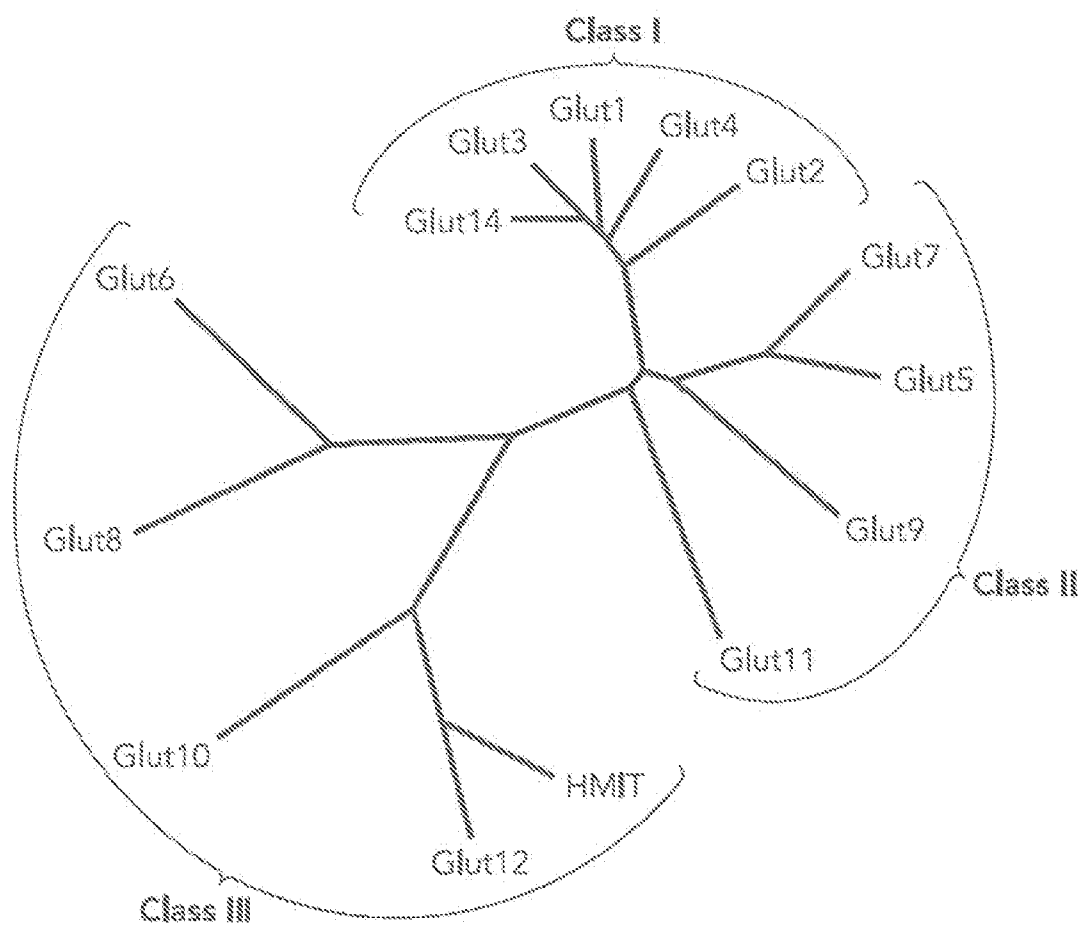 Class I
Glut1
Glut4
Glut3
Glut2
Glut14
Glut7
Glut6
Glut5
Glut9
Glut8
Class II
Glut11
Glut10
HMIT
Glut12
Class III